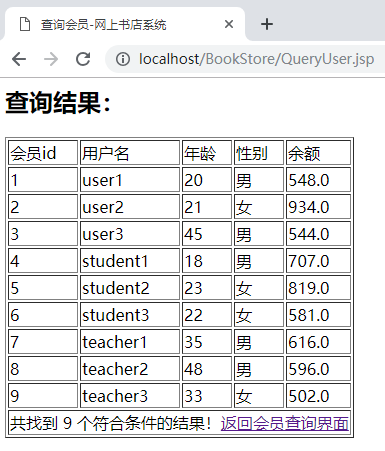 查询会员-网上书店系统
localhost/BookStore/QueryUser.jsp
查询结果：
会员id 用户名 年龄 性别 余额
1 user1 20 男 548.0
2 user2 21 女 934.0
3 user3 45 男 544.0
4 student1 18 男 707.0
5 student2 23 女 819.0
6 student3 22 女 581.0
7 teacher1 35 男 616.0
8 teacher2 48 男 596.0
9 teacher3 33 女 502.0
共找到 9 个符合条件的结果！返回会员查询界面